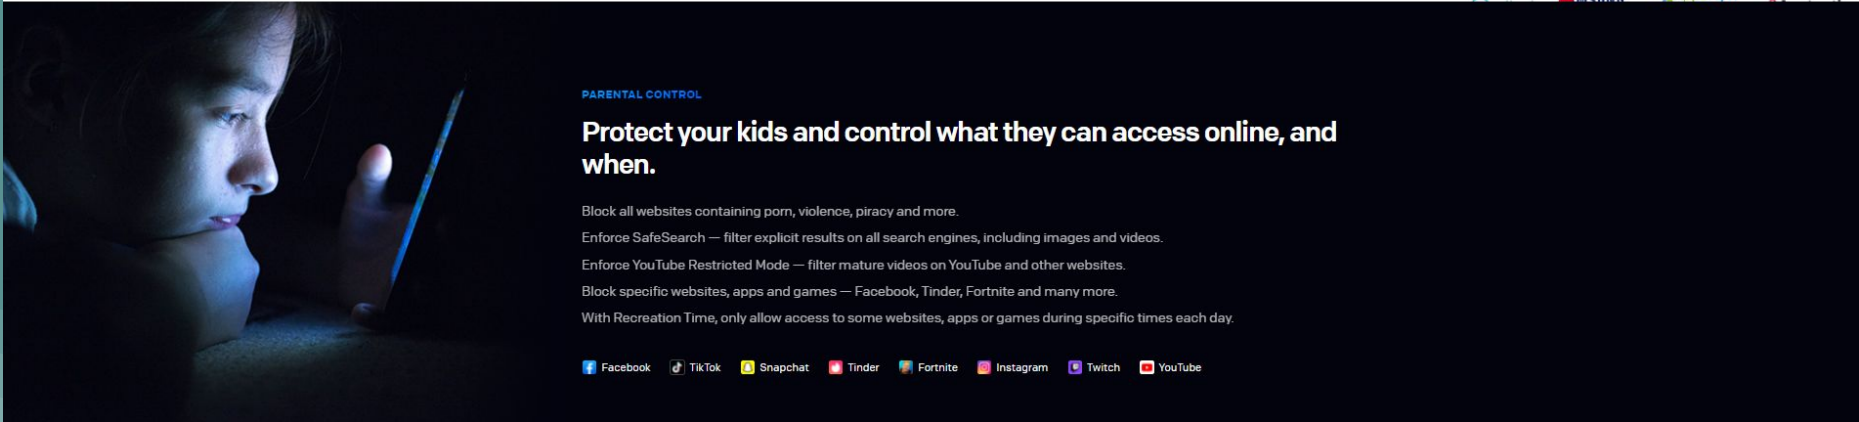 PARENTAL CONTROL
Protect your kids and control what they can access online, and
when.
Block all websites containing porn, violence, piracy and more.
Enforce SafeSearch — filter explicit results on all search engines, including images and videos.
Enforce YouTube Restricted Mode — filter mature videos on YouTube and other websites.
Block specific websites, apps and games — Facebook, Tinder, Fortnite and many more.
With Recreation Time, only allow access to some websites, apps or games during specific times each day.
Facebook TikTok Snapchat Tinder Fortnite Instagram Twitch YouTube